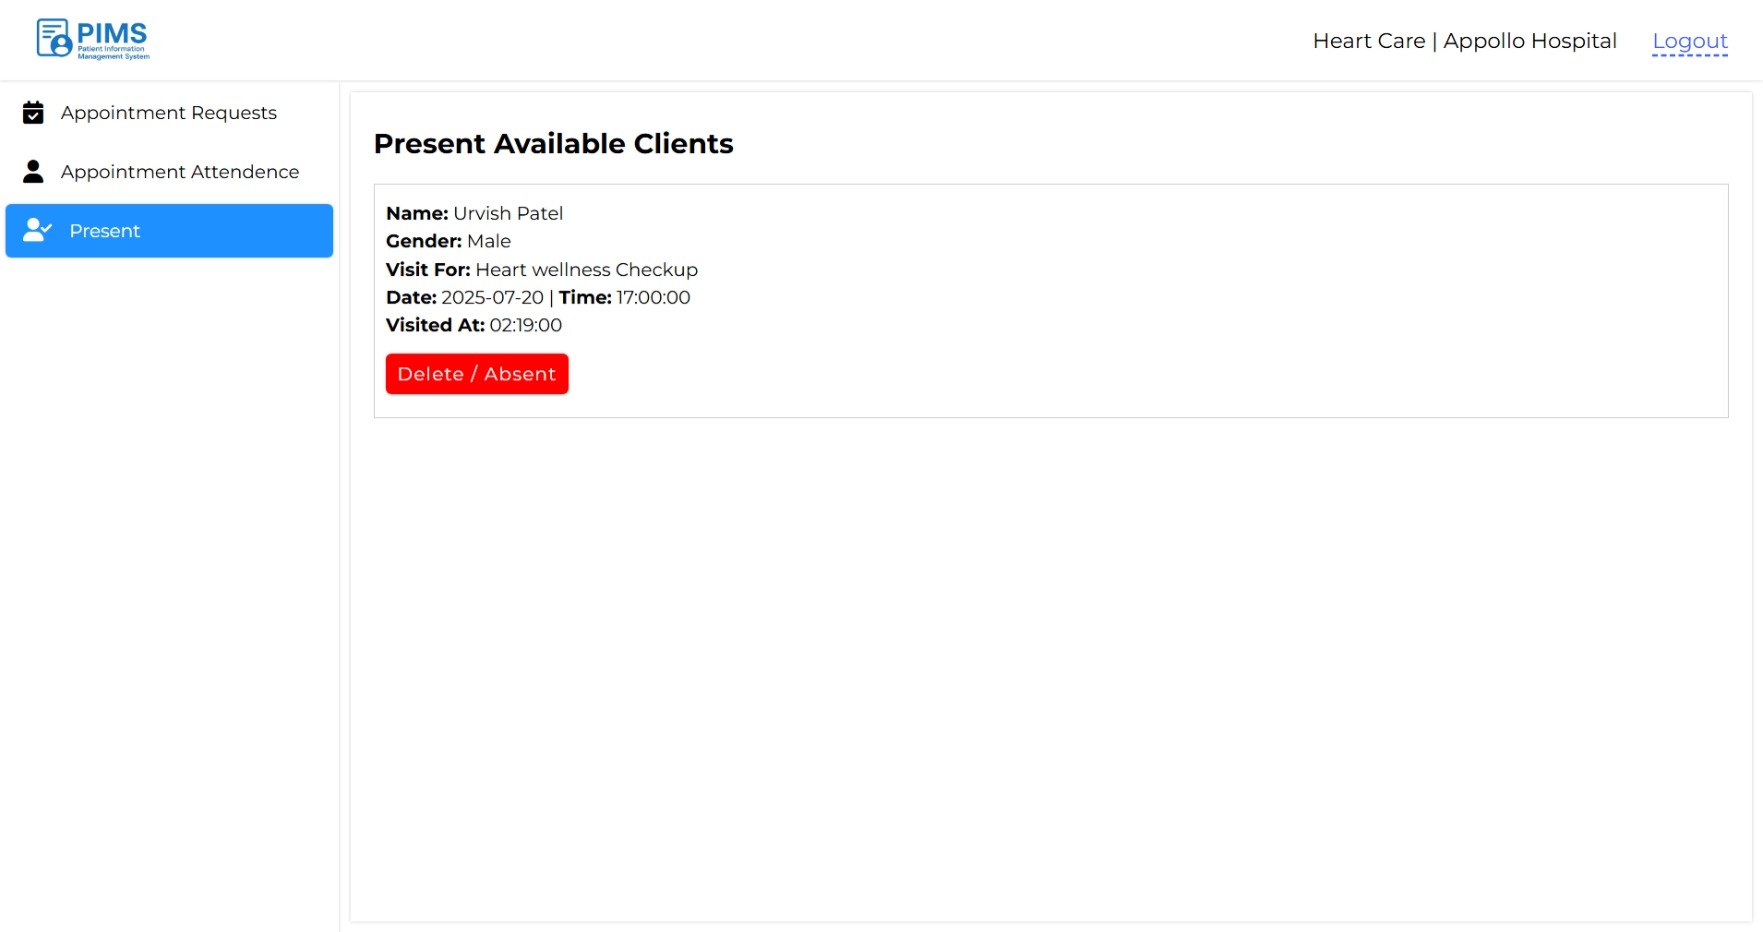 PIMS
Patient Information
Management System
Heart Care | Appollo Hospital
Logout
Appointment Requests
Appointment Attendence
Present
Present Available Clients
Name: Urvish Patel
Gender: Male
Visit For: Heart wellness Checkup
Date: 2025-07-20 | Time: 17:00:00
Visited At: 02:19:00
Delete / Absent